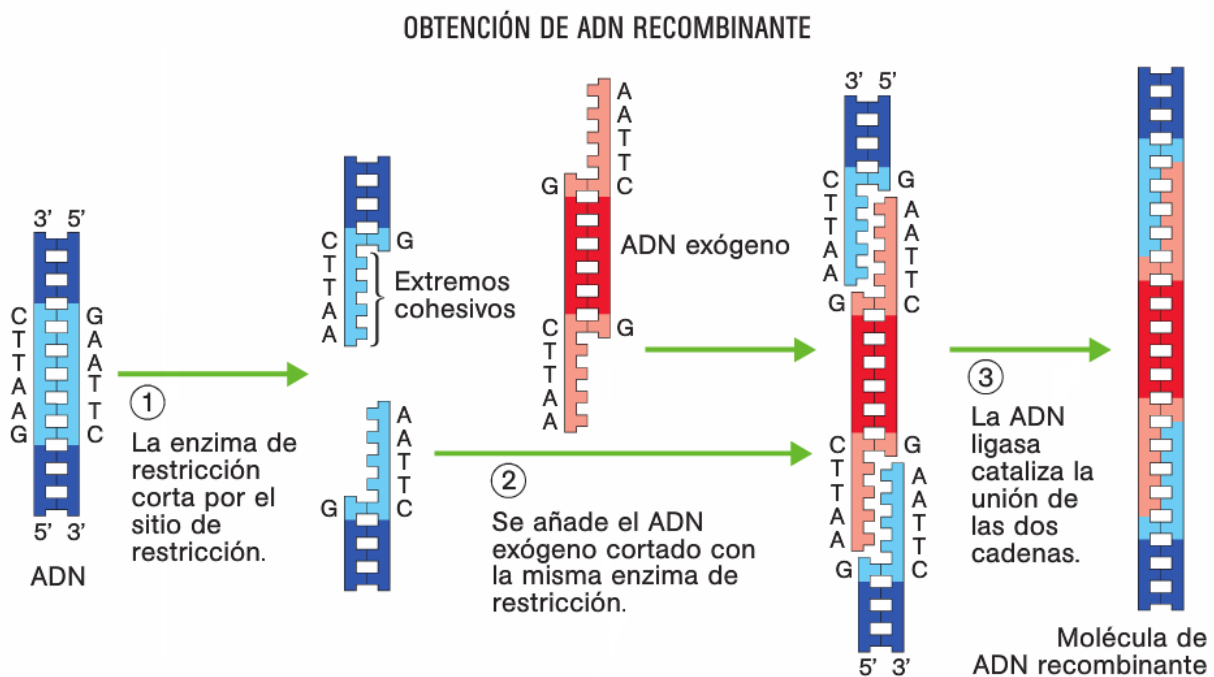 OBTENCIÓN DE ADN RECOMBINANTE
3’ 5’
C
T
T
A
A
G
G
A
A
T
T
C
5’ 3’
ADN
1
La enzima de
restricción
corta por el
sitio de
restricción.
C
T
T
A
A
G
Extremos
cohesivos
G
A
A
T
T
C
A
A
T
T
C
G
ADN exógeno
C
T
T
A
A
G
2
Se añade el ADN
exógeno cortado con
la misma enzima de
restricción.
3’ 5’
C
T
T
A
A
G
G
A
A
T
T
C
C
T
T
A
A
G
G
A
A
T
T
C
5’ 3’
3
La ADN
ligasa
cataliza la
unión de
las dos
cadenas.
Molécula de
ADN recombinante